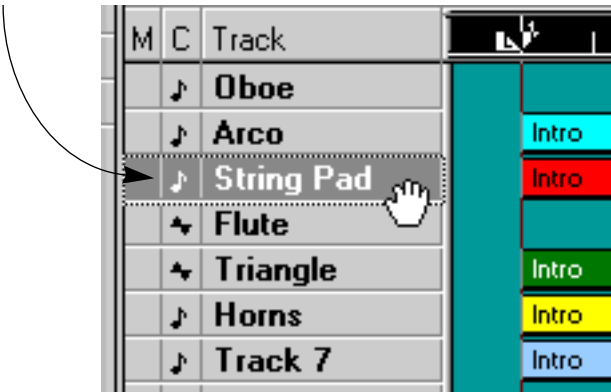 M C Track
Oboe
Arco Intro
String Pad Intro
Flute
Triangle Intro
Horns Intro
Track 7 Intro